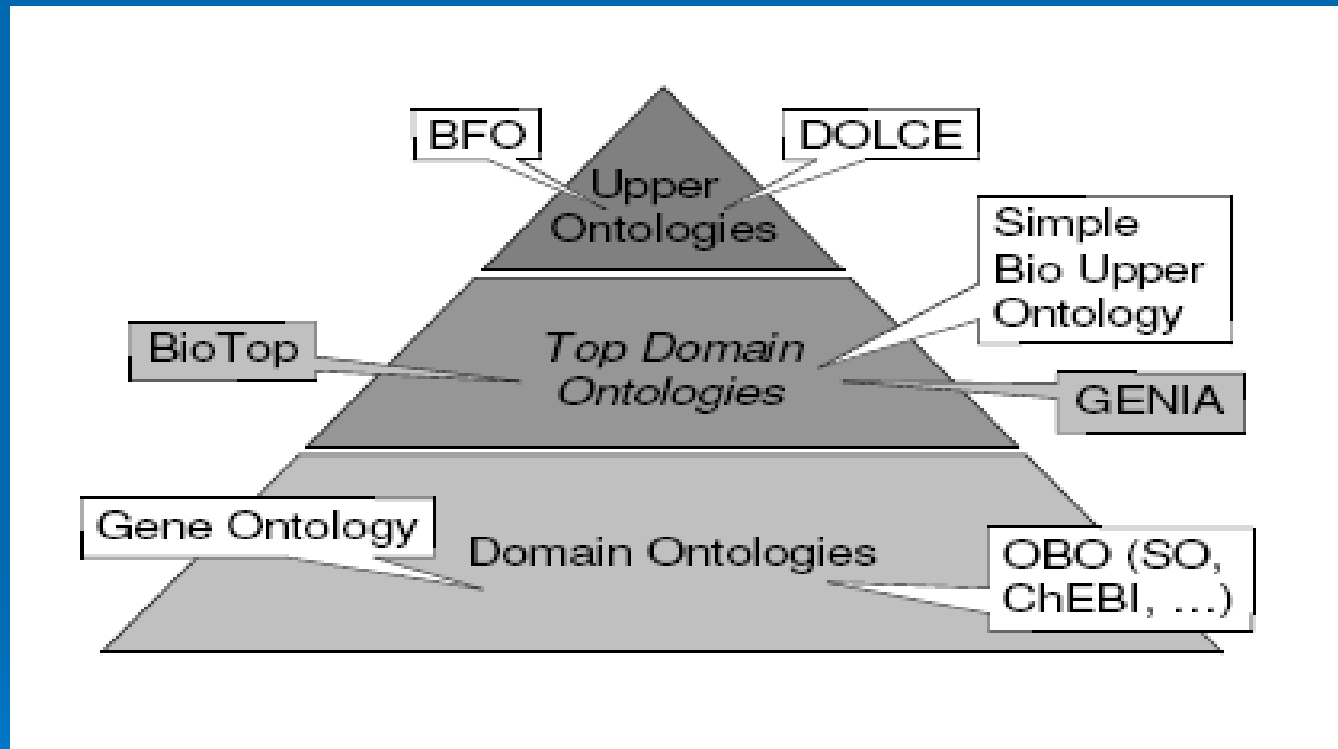 BFO
DOLCE
Upper
Ontologies
Simple
Bio Upper
Ontology
BioTop
Top Domain
Ontologies
GENIA
Gene Ontology
Domain Ontologies
OBO (SO,
ChEBI, ...)